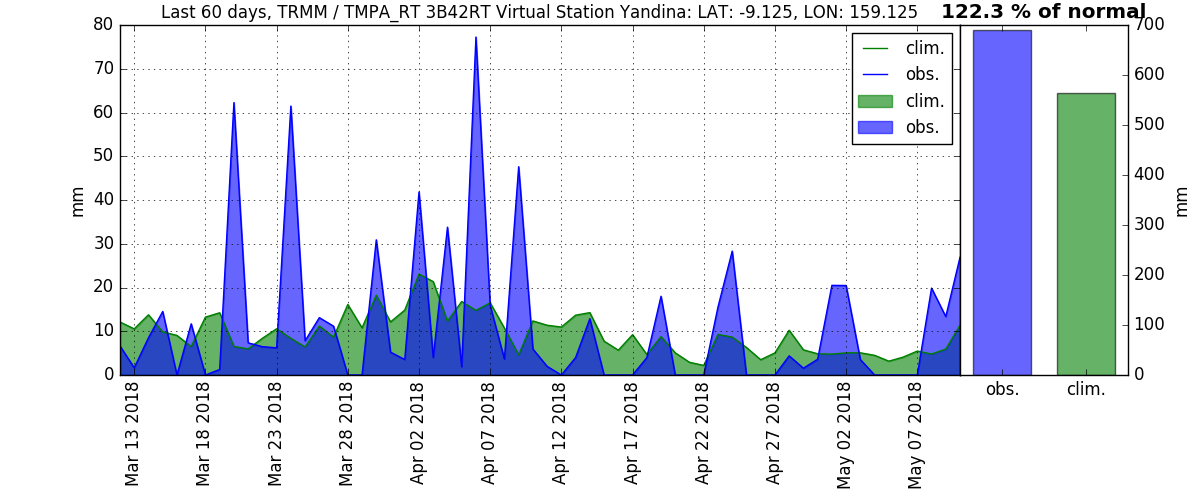 Last 60 days, TRMM / TMPA_RT 3B42RT Virtual Station Yandina: LAT: -9.125, LON: 159.125
122.3 % of normal
80
70
60
50
40
30
20
10
0
mm
clim.
obs.
clim.
obs.
700
600
500
400
300
200
100
0
mm
obs.
clim.
Mar 13 2018
Mar 18 2018
Mar 23 2018
Mar 28 2018
Apr 02 2018
Apr 07 2018
Apr 12 2018
Apr 17 2018
Apr 22 2018
Apr 27 2018
May 02 2018
May 07 2018